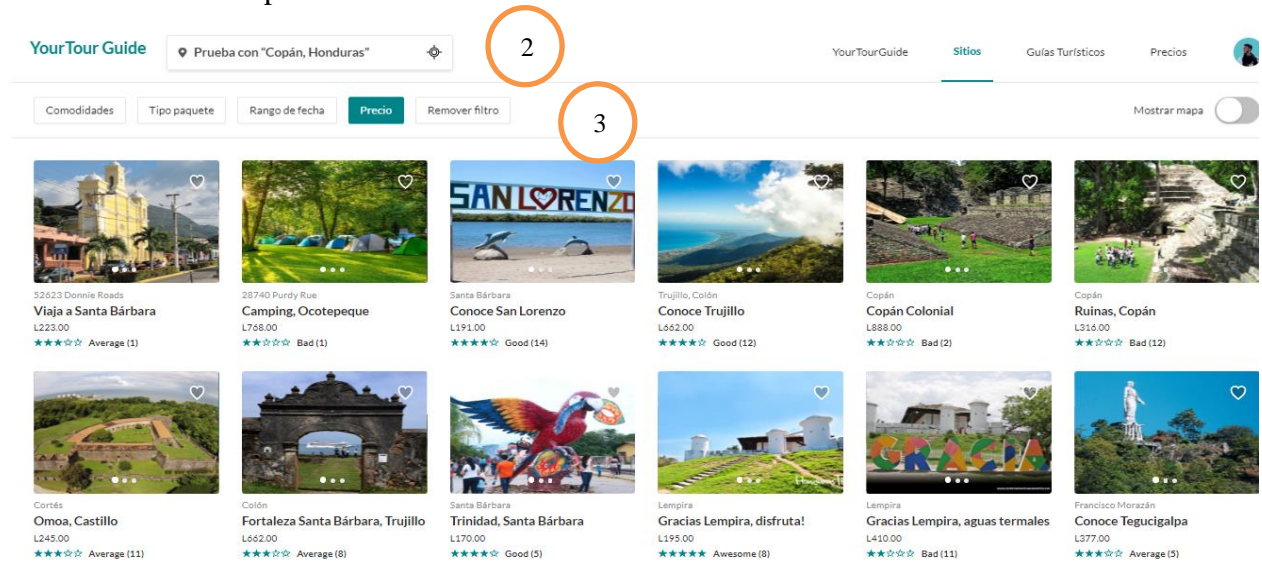 YourTour Guide
Prueba con "Copán, Honduras"
2
YourTourGuide
Sitios
Guías Turísticos
Precios
Comodidades
Tipo paquete
Rango de fecha
Precio
Remover filtro
3
Mostrar mapa
SAN LORENZO
52623 Donnie Roads
Viaja a Santa Bárbara
L223.00
Average (1)
28740 Purdy Rue
Camping, Ocotepeque
L768.00
Bad (1)
Santa Bárbara
Conoce San Lorenzo
L191.00
Good (14)
Trujillo, Colón
Conoce Trujillo
L662.00
Good (12)
Copán
Copán Colonial
L888.00
Bad (2)
Copán
Ruinas, Copán
L316.00
Bad (12)
GRACIA
Cortés
Omoa, Castillo
L245.00
Average (11)
Colón
Fortaleza Santa Bárbara, Trujillo
L662.00
Average (8)
Santa Bárbara
Trinidad, Santa Bárbara
L170.00
Good (5)
Lempira
Gracias Lempira, disfruta!
L195.00
Awesome (8)
Lempira
Gracias Lempira, aguas termales
L410.00
Bad (11)
Francisco Morazán
Conoce Tegucigalpa
L377.00
Average (5)